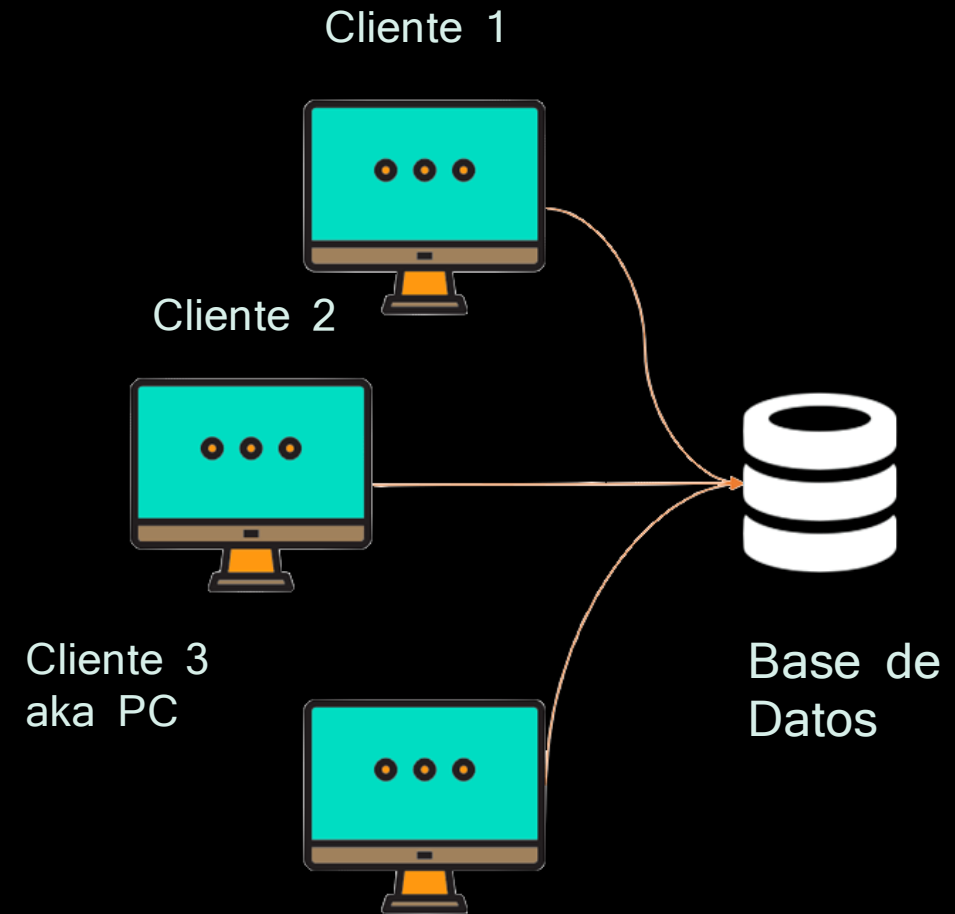 Cliente 1
Cliente 2
Cliente 3
aka PC
Base de
Datos